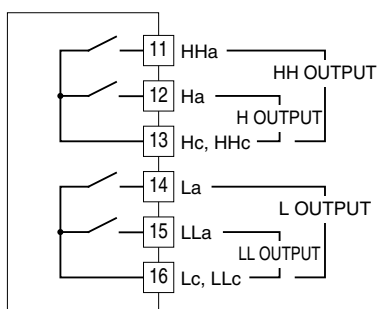 11 HHa
HH OUTPUT
12 Ha
H OUTPUT
13 Hc, HHc
14 La
L OUTPUT
15 LLa
LL OUTPUT
16 Lc, LLc